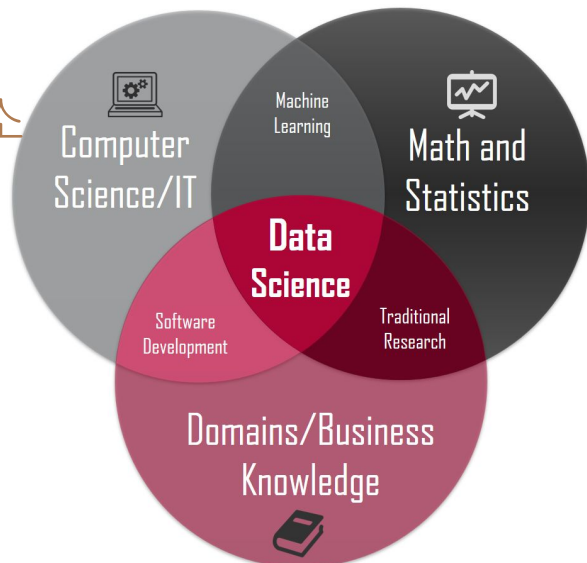 Machine
Learning
Computer
Science/IT
Math and
Statistics
Data
Science
Software
Development
Traditional
Research
Domains/Business
Knowledge